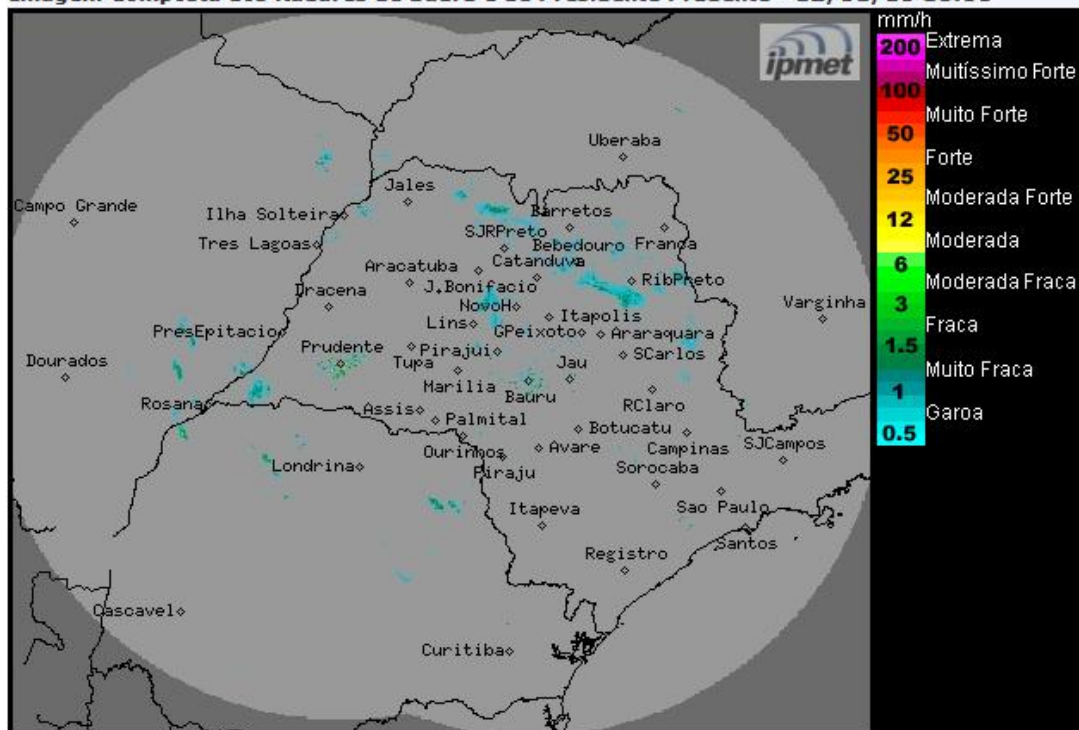 mm/h
ipmet
200 Extrema
Muitíssimo Forte
100
Muito Forte
50
Forte
25
Moderada Forte
12
Moderada
6
Moderada Fraca
3
Fraca
1.5
Muito Fraca
1
Garoa
0.5
Uberaba
Jales
Campo Grande
Ilha Solteira
Barretos
SJRPreto
Tres Lagoas
Bebedouro
Franca
Catanduva
Aracatuba
J.Bonifacio
RibPreto
Dracena
NovoH
Varginha
Itapolis
Lins
GPeixoto
Araraquara
PresEpitacio
Prudente
Pirajui
SCarlos
Dourados
Tupa
Jau
Marilia
Bauru
RClaro
Rosana
Assis
Palmital
Botucatu
Ourinhos
Avare
Campinas
SJCampos
Londrina
Piraju
Sorocaba
Sao Paulo
Itapeva
Santos
Registro
Cascavel
Curitiba